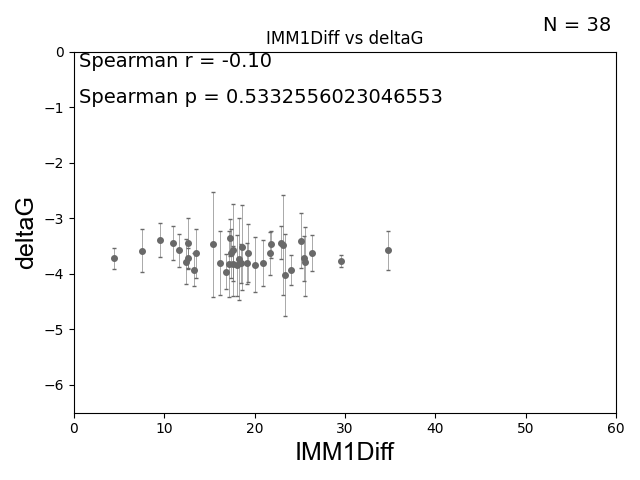 N = 38
IMM1Diff vs deltaG
Spearman r = -0.10
Spearman p = 0.5332556023046553
0
−1
−2
−3
−4
−5
−6
deltaG
0 10 20 30 40 50 60
IMM1Diff